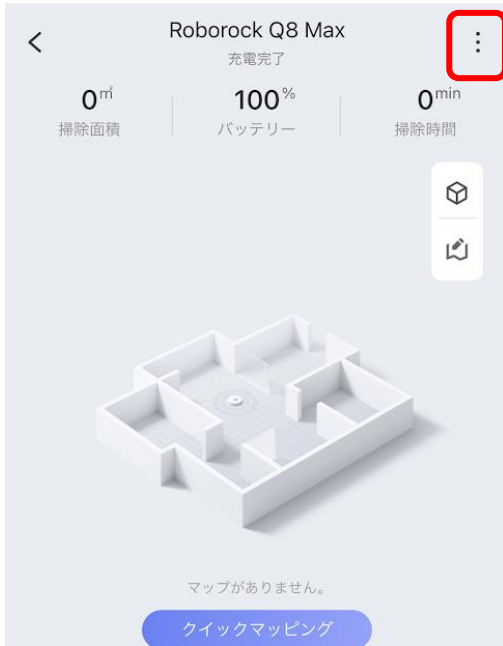 Roborock Q8 Max
充電完了
0㎡ 100% 0min
掃除面積 バッテリー 掃除時間
マップがありません。
クイックマッピング